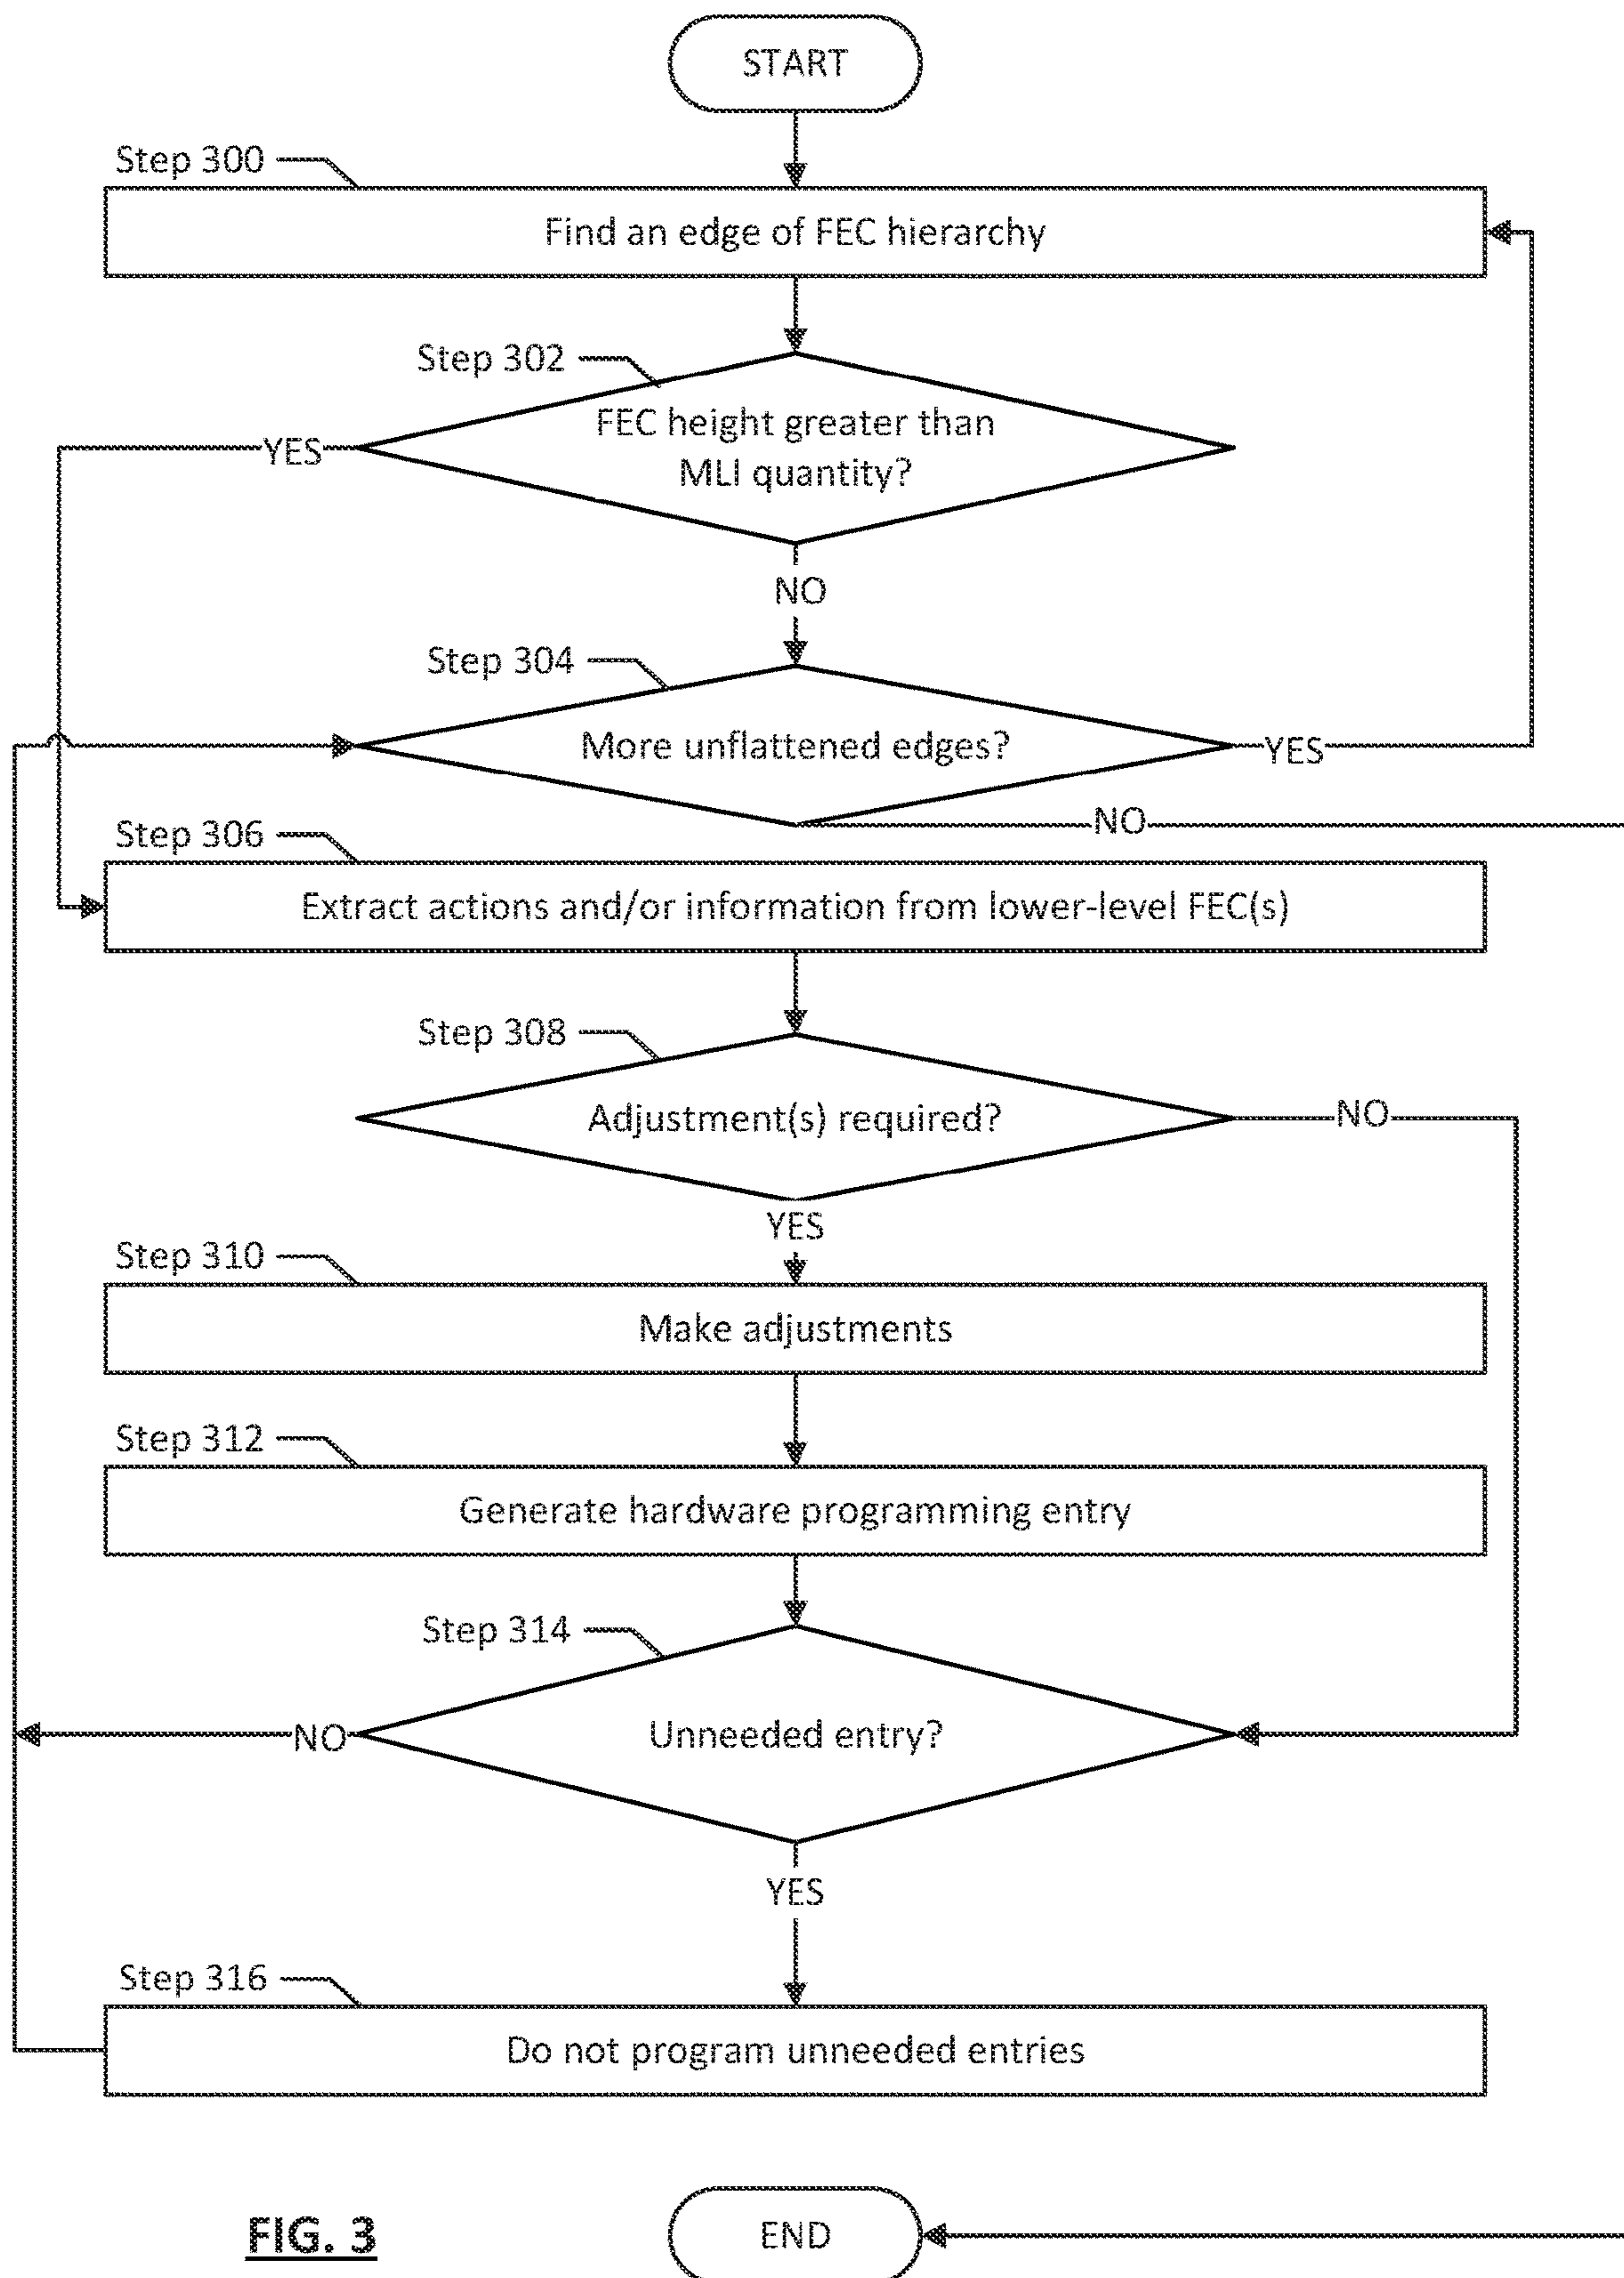 START
Step 300
Find an edge of FEC hierarchy
Step 302
FEC height greater than
MLI quantity?
YES
NO
Step 304
More unflattened edges?
YES
NO
Step 306
Extract actions and/or information from lower-level FEC(s)
Step 308
Adjustment(s) required?
NO
YES
Step 310
Make adjustments
Step 312
Generate hardware programming entry
Step 314
Unneeded entry?
NO
YES
Step 316
Do not program unneeded entries
FIG. 3
END